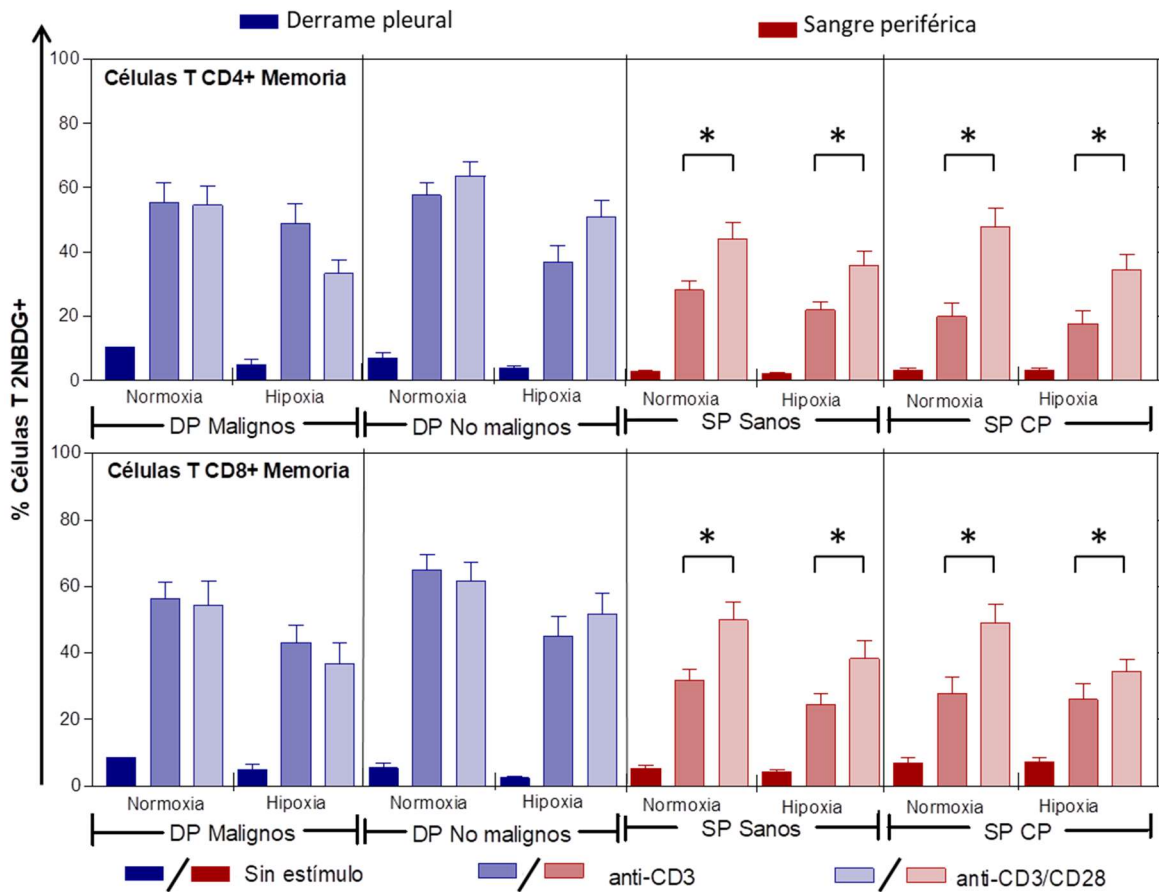 Derrame pleural
Sangre periférica
% Células T 2NBDG+
100
80
60
40
20
0
Células T CD4+ Memoria
* * * *
Normoxia Hipoxia Normoxia Hipoxia Normoxia Hipoxia Normoxia Hipoxia
DP Malignos DP No malignos SP Sanos SP CP
100
80
60
40
20
0
Células T CD8+ Memoria
* * * *
Normoxia Hipoxia Normoxia Hipoxia Normoxia Hipoxia Normoxia Hipoxia
DP Malignos DP No malignos SP Sanos SP CP
/ Sin estímulo / anti-CD3 / anti-CD3/CD28